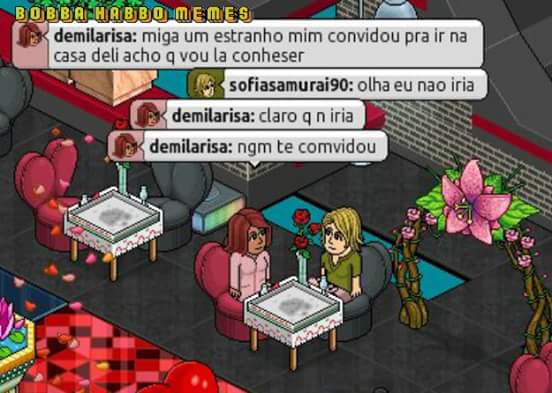 BOBBA HABBO MEMES
demilarisa: miga um estranho mim convidou pra ir na
casa deli acho q vou la conheser
sofiasamurai90: olha eu nao iria
demilarisa: claro q n iria
demilarisa: ngm te comvidou